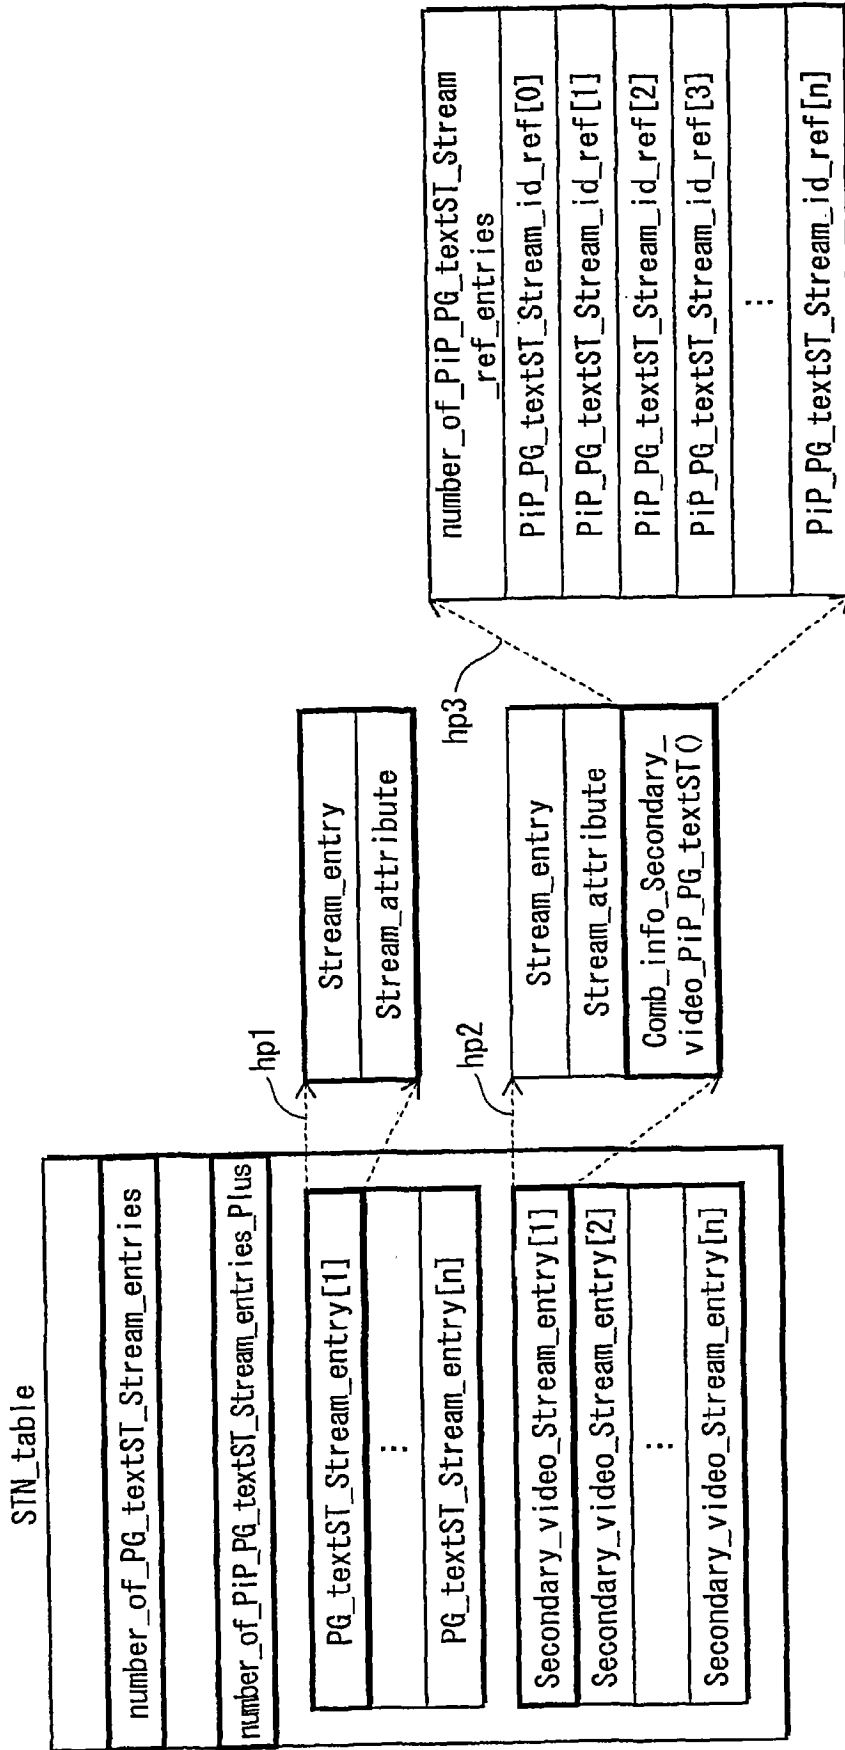 STN_table
number_of_PG_textST_Stream_entries
number_of_PiP_PG_textST_Stream_entries_Plus
PG_textST_Stream_entry[1]
...
PG_textST_Stream_entry[n]
Secondary_video_Stream_entry[1]
Secondary_video_Stream_entry[2]
...
Secondary_video_Stream_entry[n]
hp1
Stream_entry
Stream_attribute
hp2
Stream_entry
Stream_attribute
Comb_info_Secondary_
video_PiP_PG_textST()
hp3
number_of_PiP_PG_textST_Stream
_ref_entries
PiP_PG_textST_Stream_id_ref[0]
PiP_PG_textST_Stream_id_ref[1]
PiP_PG_textST_Stream_id_ref[2]
PiP_PG_textST_Stream_id_ref[3]
...
PiP_PG_textST_Stream_id_ref[n]